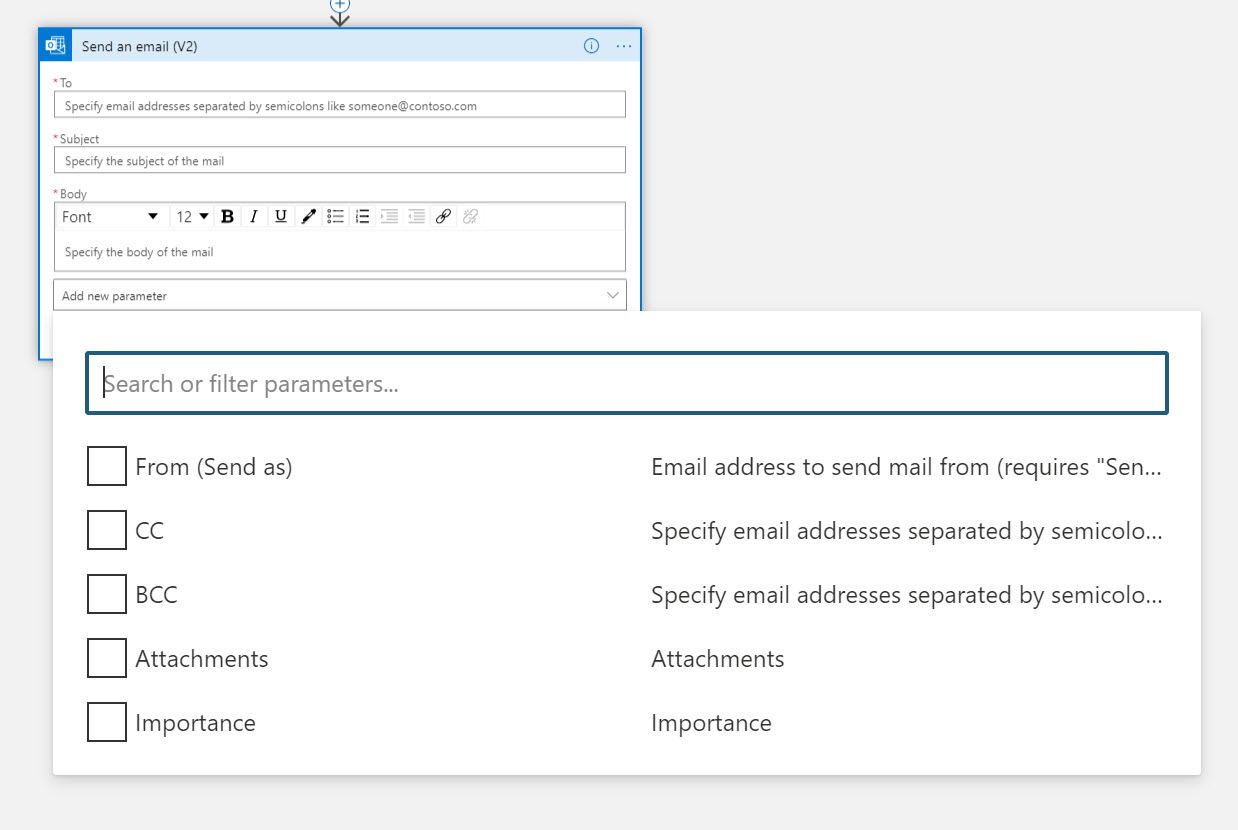 Send an email (V2)
* To
Specify email addresses separated by semicolons like someone@contoso.com
* Subject
Specify the subject of the mail
* Body
Font 12 B I U
Specify the body of the mail
Add new parameter
Search or filter parameters...
From (Send as) Email address to send mail from (requires "Sen...
CC Specify email addresses separated by semicolo...
BCC Specify email addresses separated by semicolo...
Attachments Attachments
Importance Importance